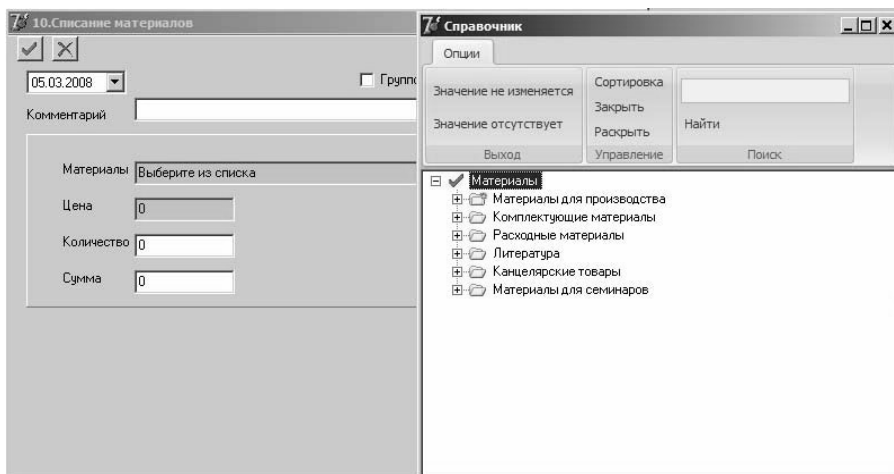 10.Списание материалов
05.03.2008
Комментарий
Материалы Выберите из списка
Цена 0
Количество 0
Сумма 0
Справочник
Опции
Значение не изменяется
Значение отсутствует
Выход
Сортировка
Закрыть
Раскрыть
Управление
Найти
Поиск
Материалы
Материалы для производства
Комплектующие материалы
Расходные материалы
Литература
Канцелярские товары
Материалы для семинаров